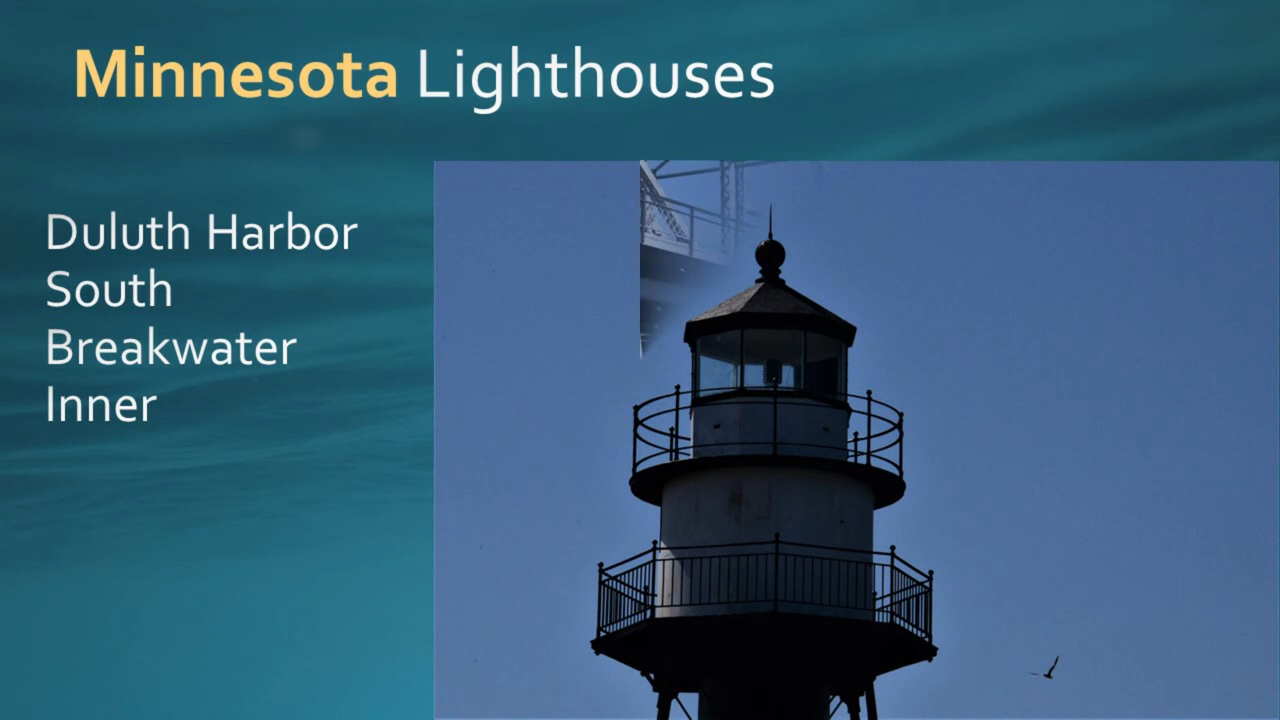 Minnesota Lighthouses
Duluth Harbor
South
Breakwater
Inner